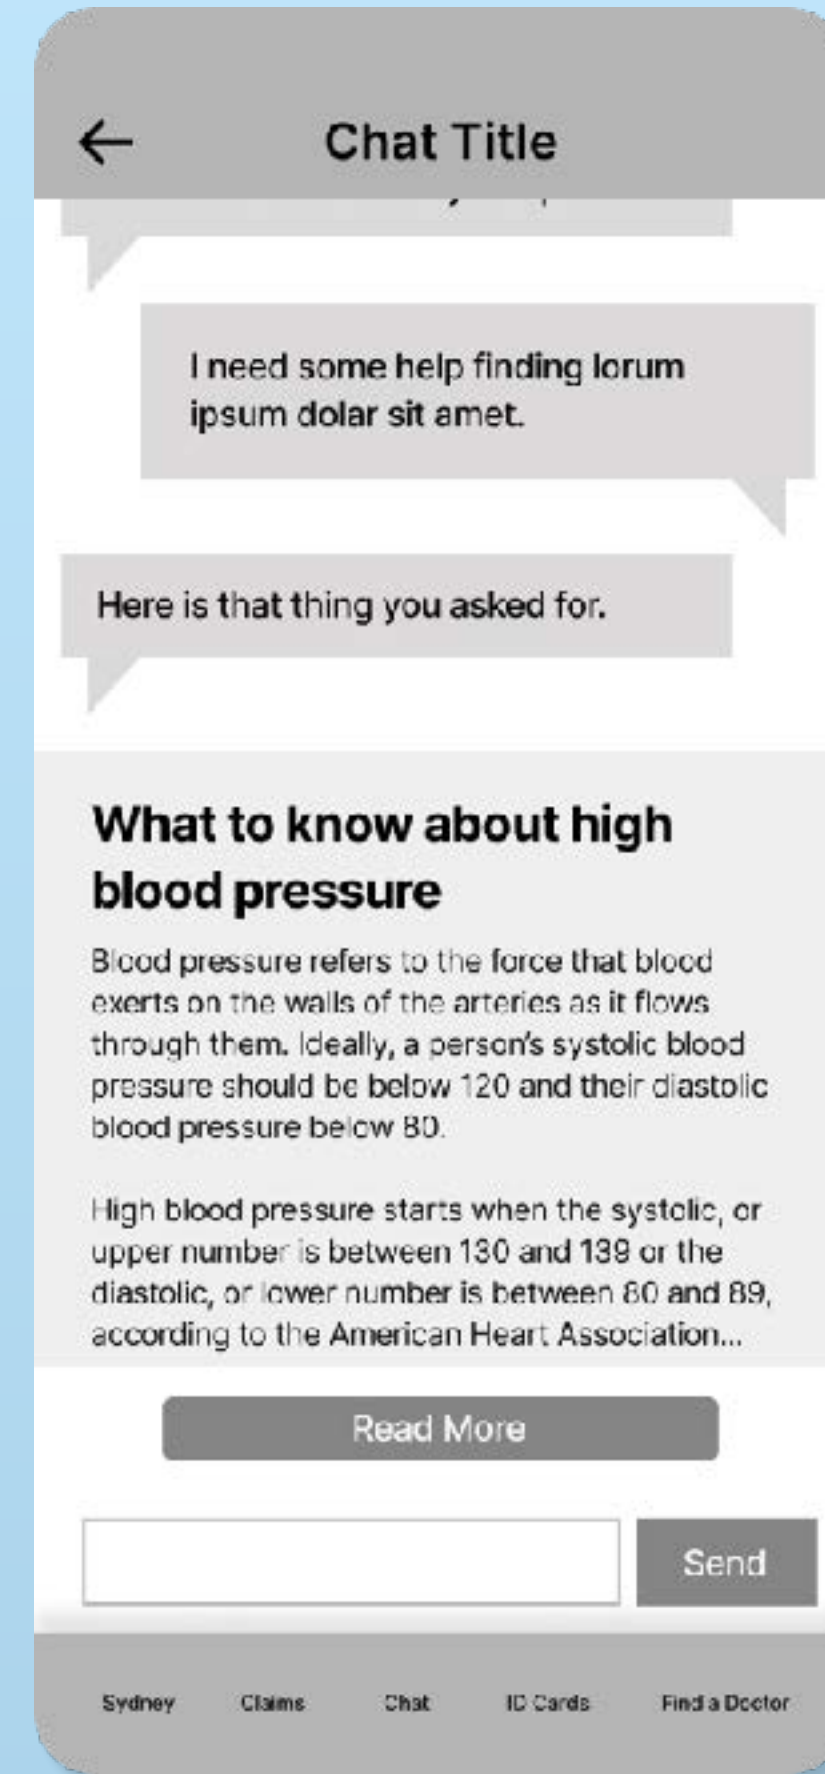 Chat Title
I need some help finding lorum
ipsum dolar sit amet.
Here is that thing you asked for.
What to know about high
blood pressure
Blood pressure refers to the force that blood
exerts on the walls of the arteries as it flows
through them. Ideally, a person's systolic blood
pressure should be below 120 and their diastolic
blood pressure below 80.
High blood pressure starts when the systolic, or
upper number is between 130 and 139 or the
diastolic, or lower number is between 80 and 89,
according to the American Heart Association...
Read More
Send
Sydney Claims Chat ID Cards Find a Doctor